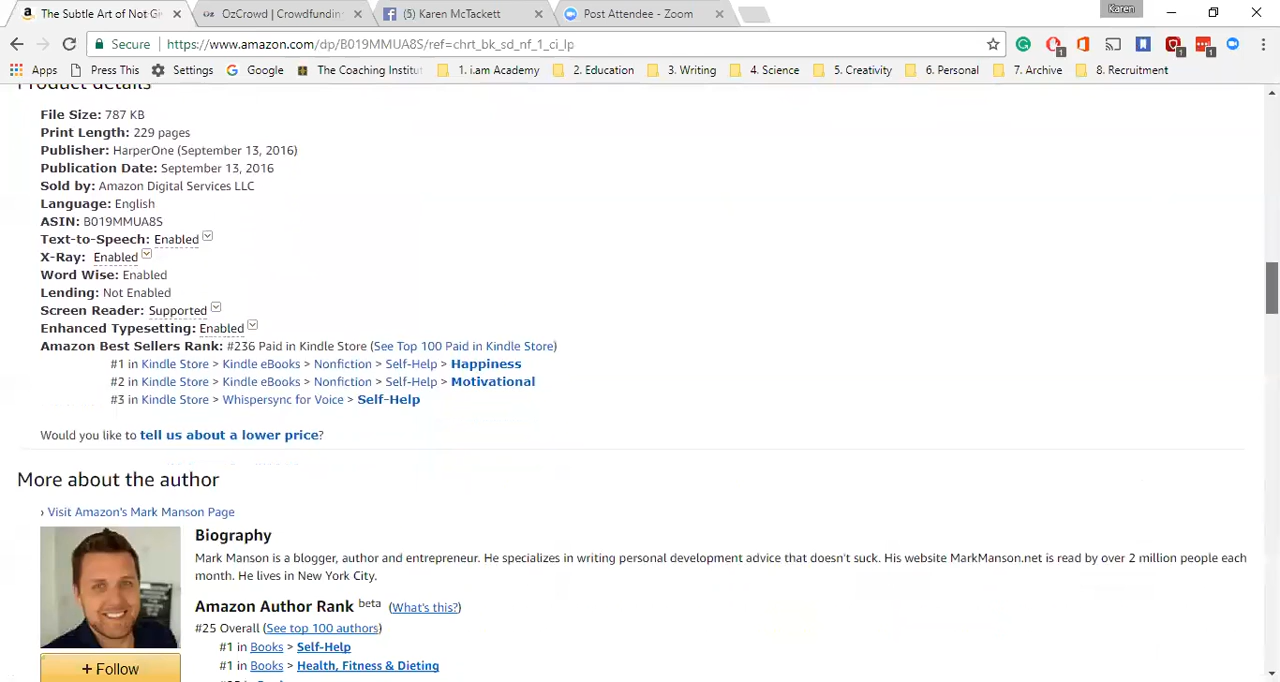 The Subtle Art of Not Gi
OzCrowd | Crowdfundin
(5) Karen McTackett
Post Attendee - Zoom
Karen
Secure
https://www.amazon.com/dp/B019MMUA8S/ref=chrt_bk_sd_nf_1_ci_lp
Apps Press This Settings Google The Coaching Institut 1. i.am Academy 2. Education 3. Writing 4. Science 5. Creativity 6. Personal 7. Archive 8. Recruitment
Product details
File Size: 787 KB
Print Length: 229 pages
Publisher: HarperOne (September 13, 2016)
Publication Date: September 13, 2016
Sold by: Amazon Digital Services LLC
Language: English
ASIN: B019MMUA8S
Text-to-Speech: Enabled
X-Ray: Enabled
Word Wise: Enabled
Lending: Not Enabled
Screen Reader: Supported
Enhanced Typesetting: Enabled
Amazon Best Sellers Rank: #236 Paid in Kindle Store (See Top 100 Paid in Kindle Store)
#1 in Kindle Store > Kindle eBooks > Nonfiction > Self-Help > Happiness
#2 in Kindle Store > Kindle eBooks > Nonfiction > Self-Help > Motivational
#3 in Kindle Store > Whispersync for Voice > Self-Help
Would you like to tell us about a lower price?
More about the author
› Visit Amazon's Mark Manson Page
Biography
Mark Manson is a blogger, author and entrepreneur. He specializes in writing personal development advice that doesn't suck. His website MarkManson.net is read by over 2 million people each
month. He lives in New York City.
Amazon Author Rank beta (What's this?)
#25 Overall (See top 100 authors)
#1 in Books > Self-Help
#1 in Books > Health, Fitness & Dieting
+ Follow